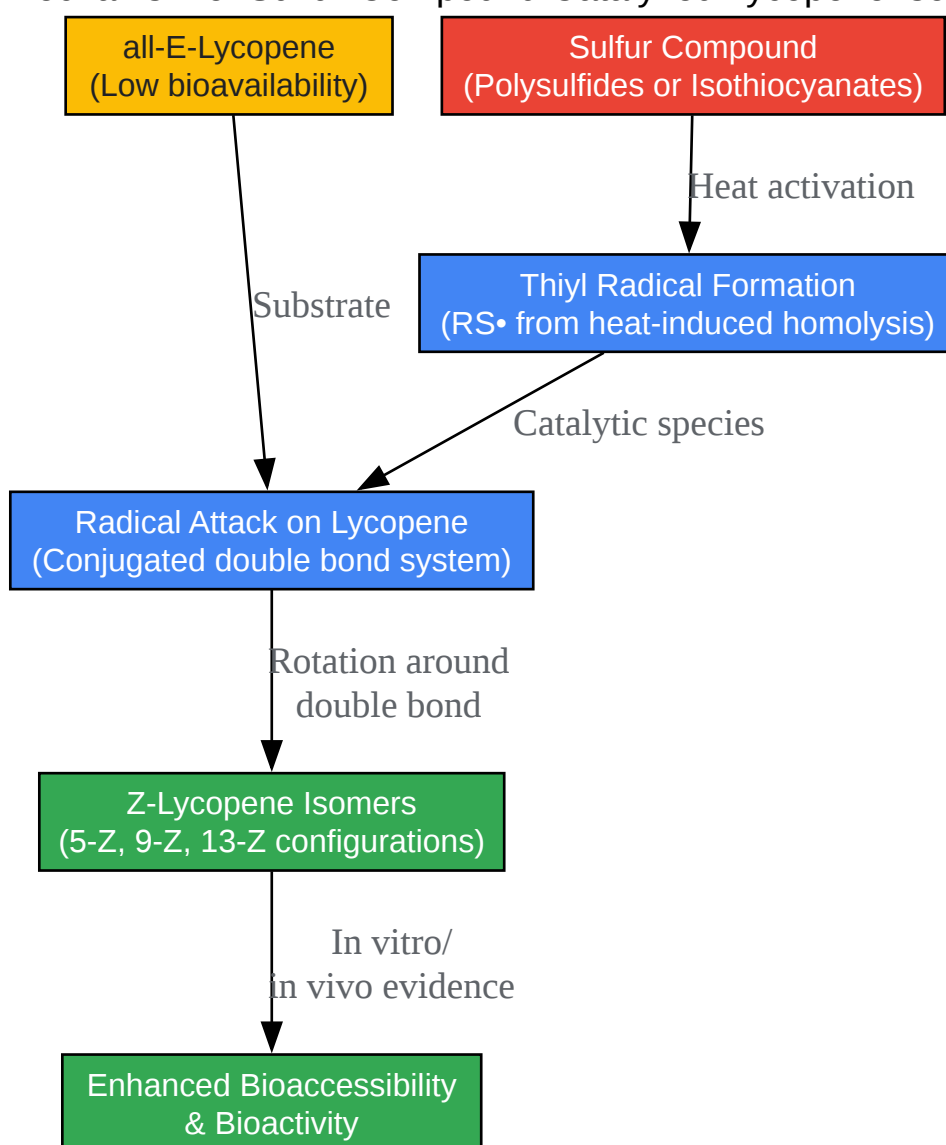 all-E-Lycopene
(Low bioavailability)
Sulfur Compound
(Polysulfides or Isothiocyanates)
Heat activation
Thiyl Radical Formation
(RS• from heat-induced homolysis)
Substrate
Catalytic species
Radical Attack on Lycopene
(Conjugated double bond system)
Rotation around
double bond
Z-Lycopene Isomers
(5-Z, 9-Z, 13-Z configurations)
In vitro/
in vivo evidence
Enhanced Bioaccessibility
& Bioactivity